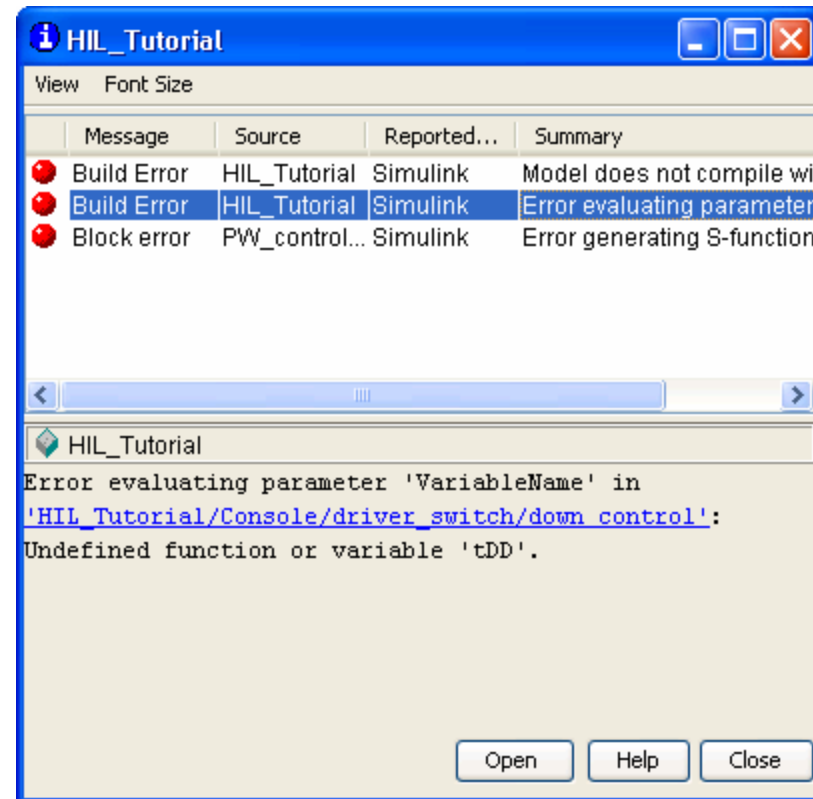 HIL_Tutorial
View Font Size
Message Source Reported... Summary
Build Error HIL_Tutorial Simulink Model does not compile wi
Build Error HIL_Tutorial Simulink Error evaluating parameter
Block error PW_control... Simulink Error generating S-function
HIL_Tutorial
Error evaluating parameter 'VariableName' in
'HIL_Tutorial/Console/driver_switch/down control':
Undefined function or variable 'tDD'.
Open Help Close